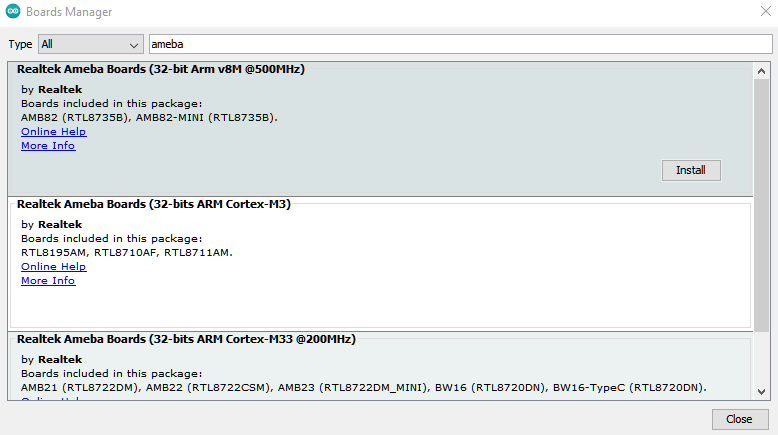 Boards Manager
Type All ameba
Realtek Ameba Boards (32-bit Arm v8M @500MHz)
by Realtek
Boards included in this package:
AMB82 (RTL8735B), AMB82-MINI (RTL8735B).
Online Help
More Info
Install
Realtek Ameba Boards (32-bits ARM Cortex-M3)
by Realtek
Boards included in this package:
RTL8195AM, RTL8710AF, RTL8711AM.
Online Help
More Info
Realtek Ameba Boards (32-bits ARM Cortex-M33 @200MHz)
by Realtek
Boards included in this package:
AMB21 (RTL8722DM), AMB22 (RTL8722CSM), AMB23 (RTL8722DM_MINI), BW16 (RTL8720DN), BW16-TypeC (RTL8720DN).
Online Help
Close